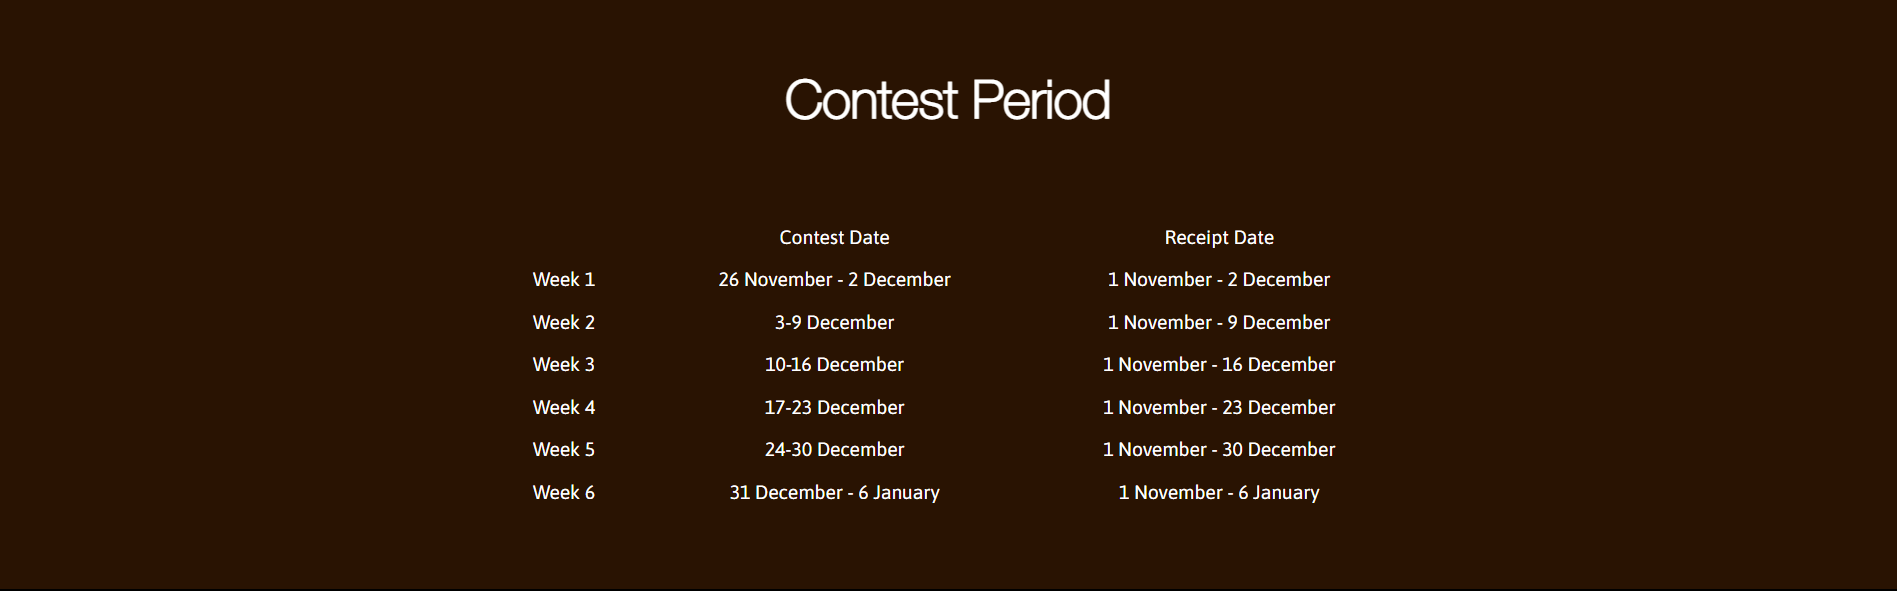 Contest Period
Contest Date Receipt Date
Week 1 26 November - 2 December 1 November - 2 December
Week 2 3-9 December 1 November - 9 December
Week 3 10-16 December 1 November - 16 December
Week 4 17-23 December 1 November - 23 December
Week 5 24-30 December 1 November - 30 December
Week 6 31 December - 6 January 1 November - 6 January